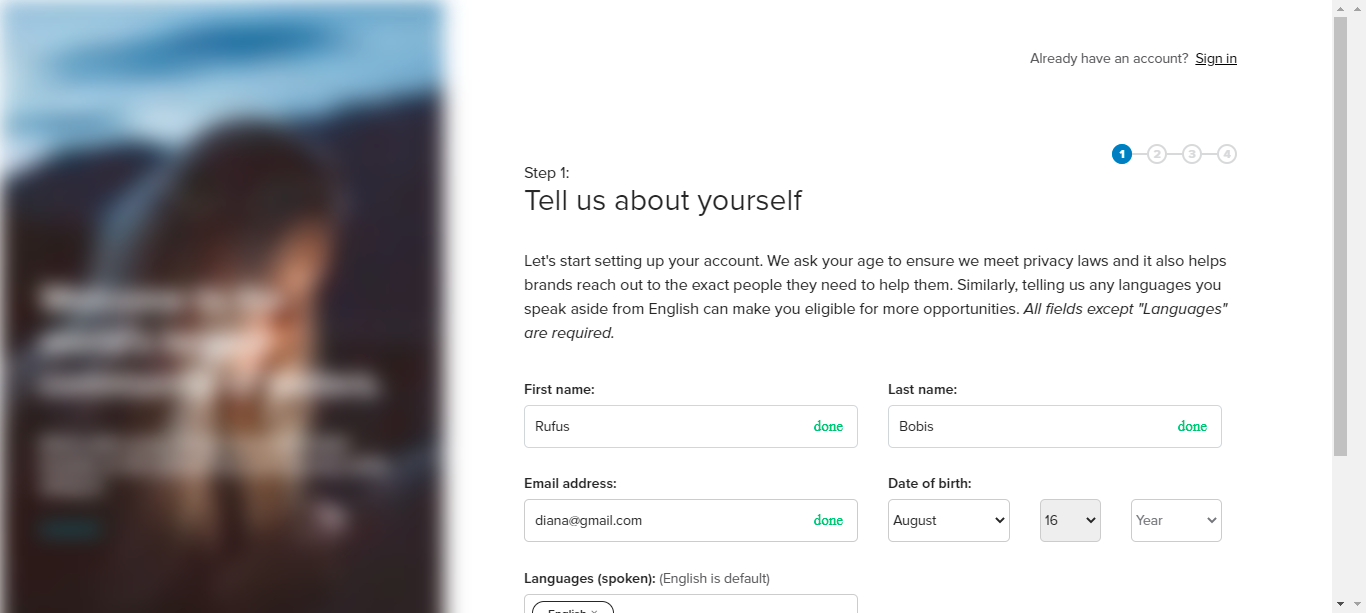 Already have an account? Sign in
1 2 3 4
Step 1:
Tell us about yourself
Let's start setting up your account. We ask your age to ensure we meet privacy laws and it also helps
brands reach out to the exact people they need to help them. Similarly, telling us any languages you
speak aside from English can make you eligible for more opportunities. All fields except "Languages"
are required.
First name: Last name:
Rufus done Bobis done
Email address: Date of birth:
diana@gmail.com done August 16 Year
Languages (spoken): (English is default)
English ×